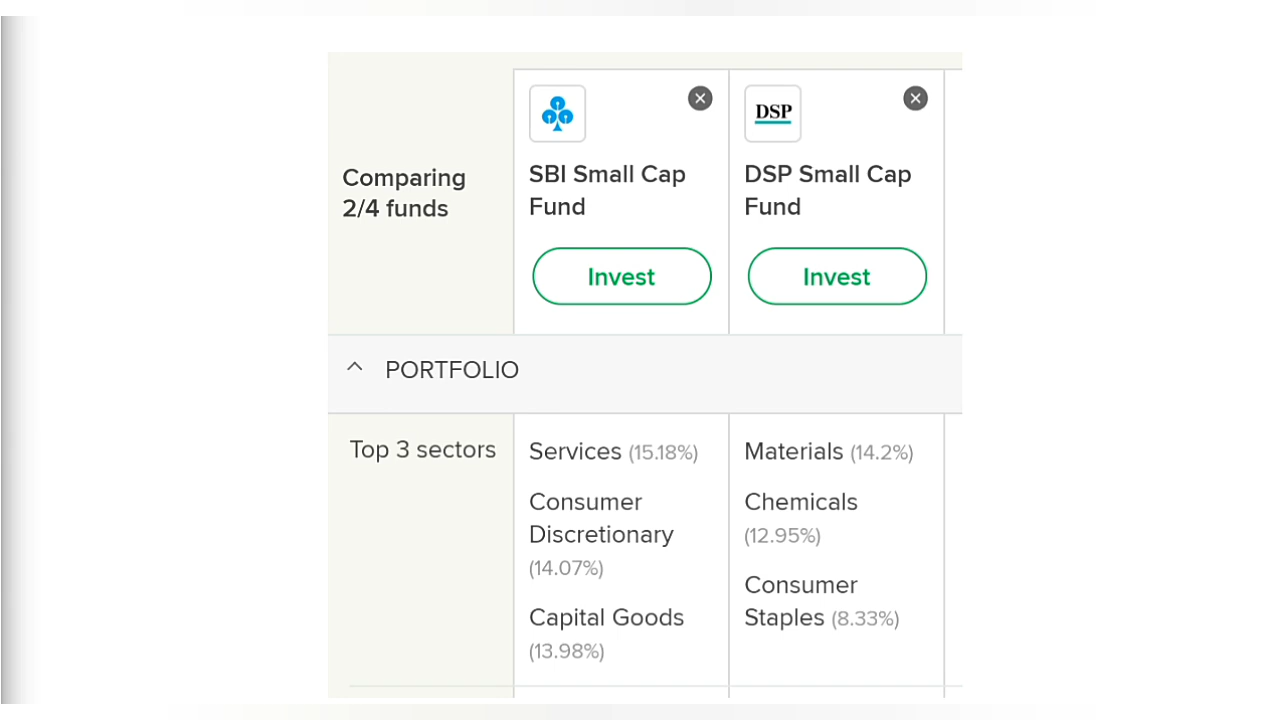 DSP
Comparing
2/4 funds
SBI Small Cap
Fund
DSP Small Cap
Fund
Invest
Invest
PORTFOLIO
Top 3 sectors
Services (15.18%)
Consumer
Discretionary
(14.07%)
Capital Goods
(13.98%)
Materials (14.2%)
Chemicals
(12.95%)
Consumer
Staples (8.33%)